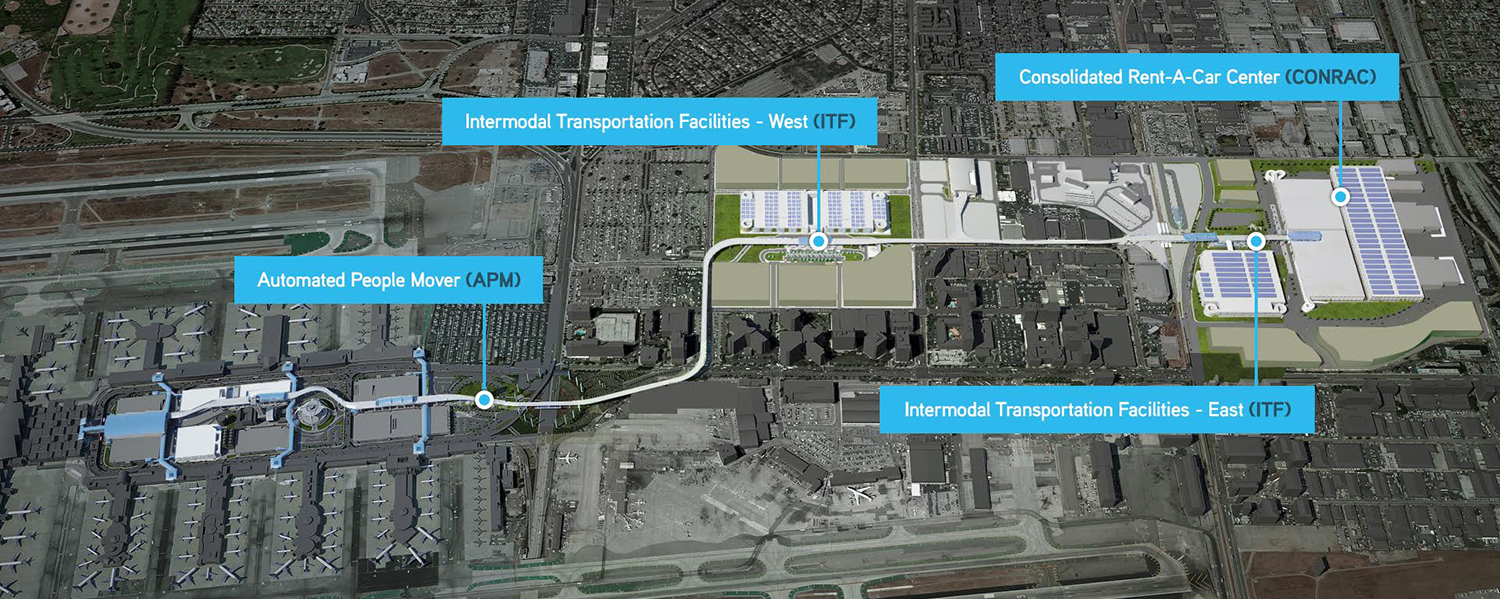 Consolidated Rent-A-Car Center (CONRAC)
Intermodal Transportation Facilities - West (ITF)
Automated People Mover (APM)
Intermodal Transportation Facilities - East (ITF)